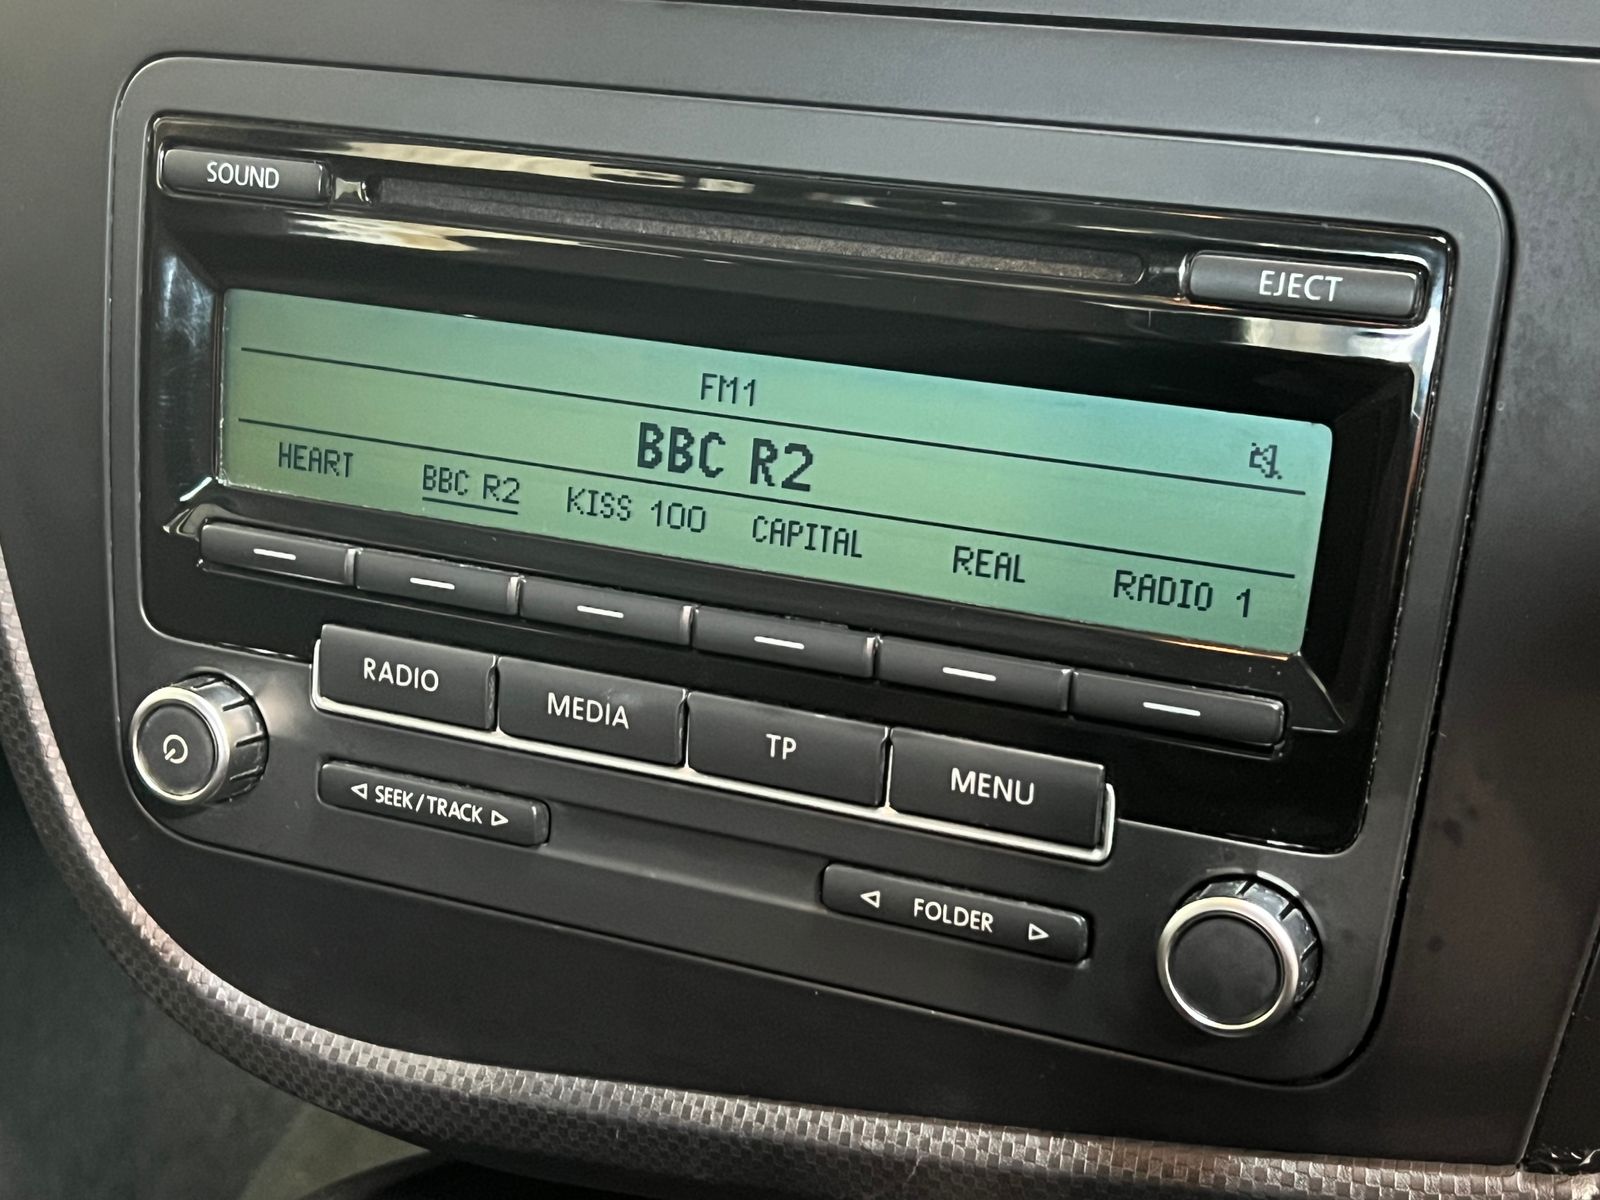 SOUND
EJECT
FM1
BBC R2
HEART BBC R2 KISS 100 CAPITAL REAL RADIO 1
RADIO MEDIA TP MENU
SEEK/TRACK
FOLDER